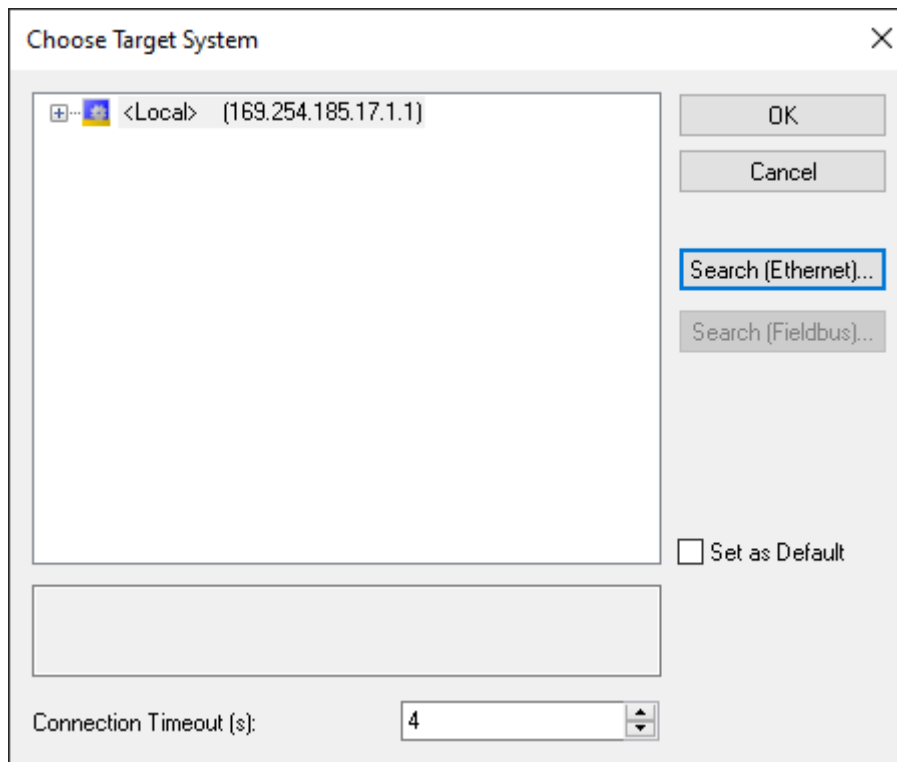 Choose Target System
<Local> (169.254.185.17.1.1)
OK
Cancel
Search (Ethernet)...
Search (Fieldbus)...
Set as Default
Connection Timeout (s):
4